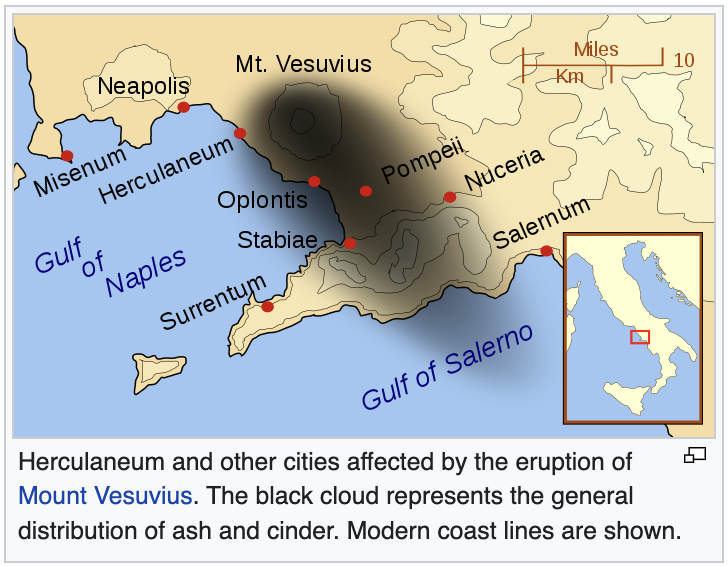 Miles
10
Km
Mt. Vesuvius
Neapolis
Misenum
Herculaneum
Pompeii
Nuceria
Oplontis
Salernum
Stabiae
Gulf
of
Naples
Surrentum
Gulf of Salerno
Herculaneum and other cities affected by the eruption of
Mount Vesuvius. The black cloud represents the general
distribution of ash and cinder. Modern coast lines are shown.